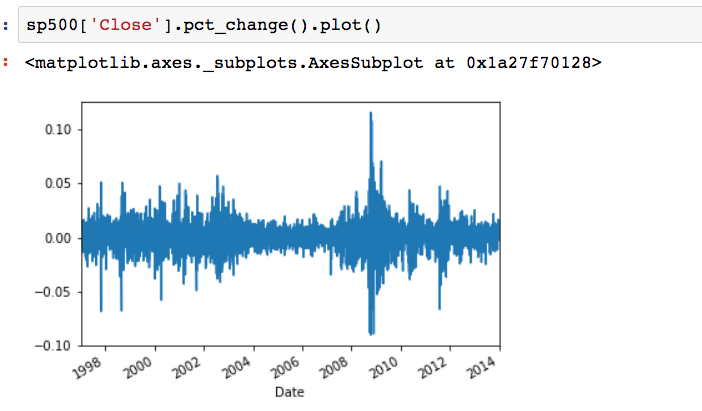 : sp500['Close'].pct_change().plot()
: <matplotlib.axes._subplots.AxesSubplot at 0x1a27f70128>
0.10
0.05
0.00
−0.05
−0.10
1998 2000 2002 2004 2006 2008 2010 2012 2014
Date